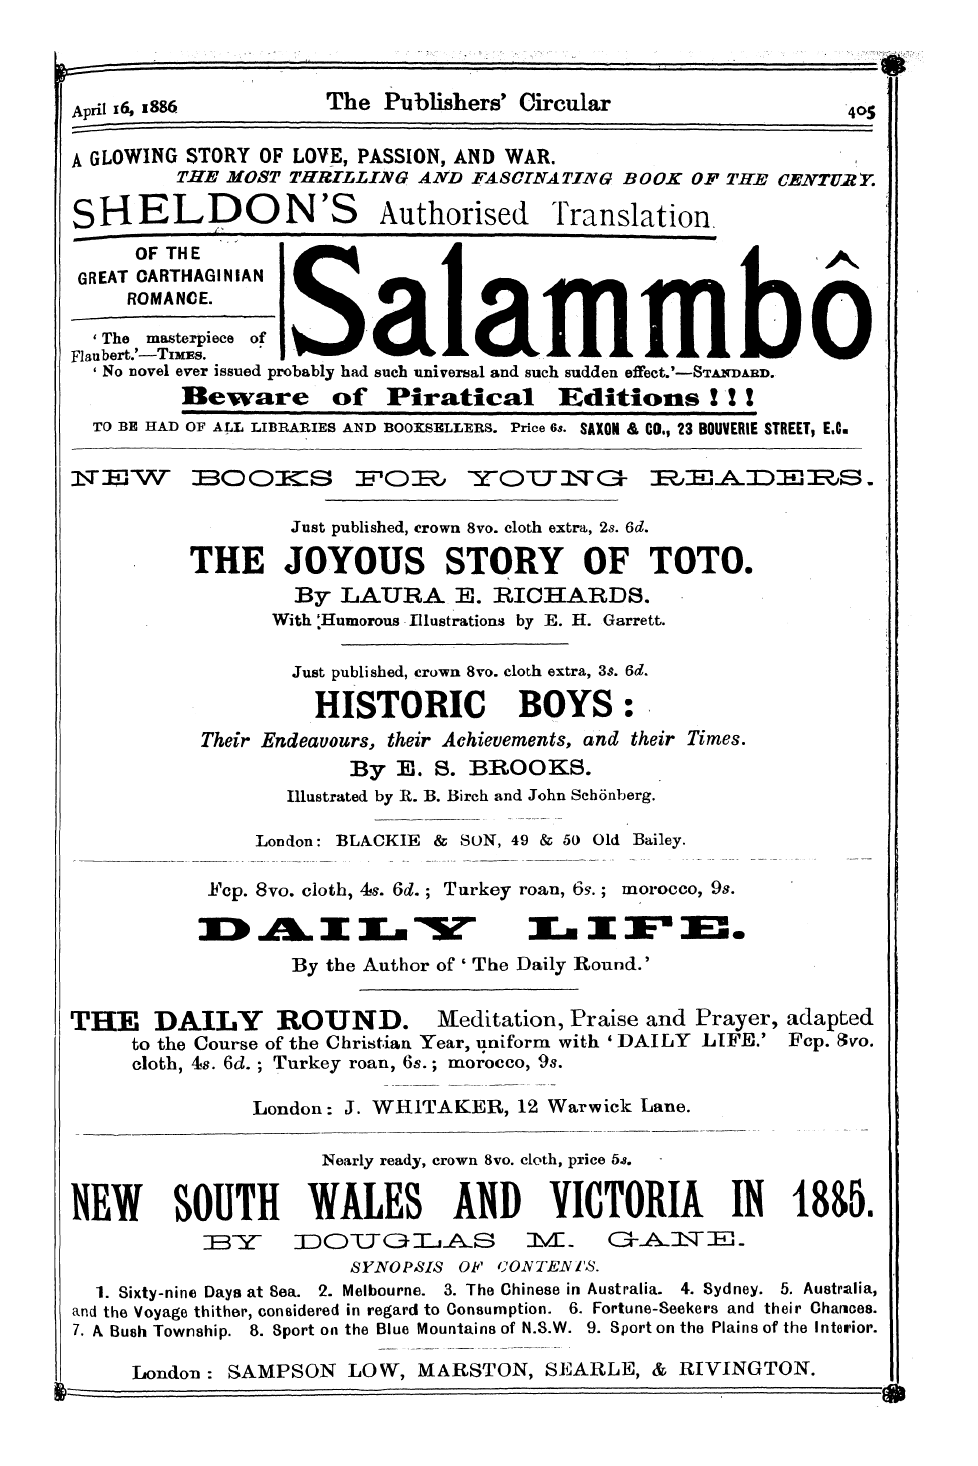 April 16, 1886
The Publishers' Circular
405
A GLOWING STORY OF LOVE, PASSION, AND WAR.
THE MOST THRILLING AND FASCINATING BOOK OF THE CENTURY.
SHELDON'S Authorised Translation.
OF THE
GREAT CARTHAGINIAN
ROMANCE.
Salammbô
‘The masterpiece of
Flaubert.’—TIMES.
‘No novel ever issued probably had such universal and such sudden effect.’—STANDARD.
Beware of Piratical Editions!!!
TO BE HAD OF ALL LIBRARIES AND BOOKSELLERS. Price 6s. SAXON & CO., 23 BOUVERIE STREET, E.C.
NEW BOOKS FOR YOUNG READERS.
Just published, crown 8vo. cloth extra, 2s. 6d.
THE JOYOUS STORY OF TOTO.
By LAURA E. RICHARDS.
With Humorous Illustrations by E. H. Garrett.
Just published, crown 8vo. cloth extra, 3s. 6d.
HISTORIC BOYS:
Their Endeavours, their Achievements, and their Times.
By E. S. BROOKS.
Illustrated by R. B. Birch and John Schönberg.
London: BLACKIE & SON, 49 & 50 Old Bailey.
Fcp. 8vo. cloth, 4s. 6d.; Turkey roan, 6s.; morocco, 9s.
DAILY LIFE.
By the Author of ‘The Daily Round.’
THE DAILY ROUND. Meditation, Praise and Prayer, adapted
to the Course of the Christian Year, uniform with ‘DAILY LIFE.’ Fcp. 8vo.
cloth, 4s. 6d.; Turkey roan, 6s.; morocco, 9s.
London: J. WHITAKER, 12 Warwick Lane.
Nearly ready, crown 8vo. cloth, price 5s.
NEW SOUTH WALES AND VICTORIA IN 1885.
BY DOUGLAS M. GANE.
SYNOPSIS OF CONTENTS.
1. Sixty-nine Days at Sea. 2. Melbourne. 3. The Chinese in Australia. 4. Sydney. 5. Australia,
and the Voyage thither, considered in regard to Consumption. 6. Fortune-Seekers and their Chances.
7. A Bush Township. 8. Sport on the Blue Mountains of N.S.W. 9. Sport on the Plains of the Interior.
London: SAMPSON LOW, MARSTON, SEARLE, & RIVINGTON.